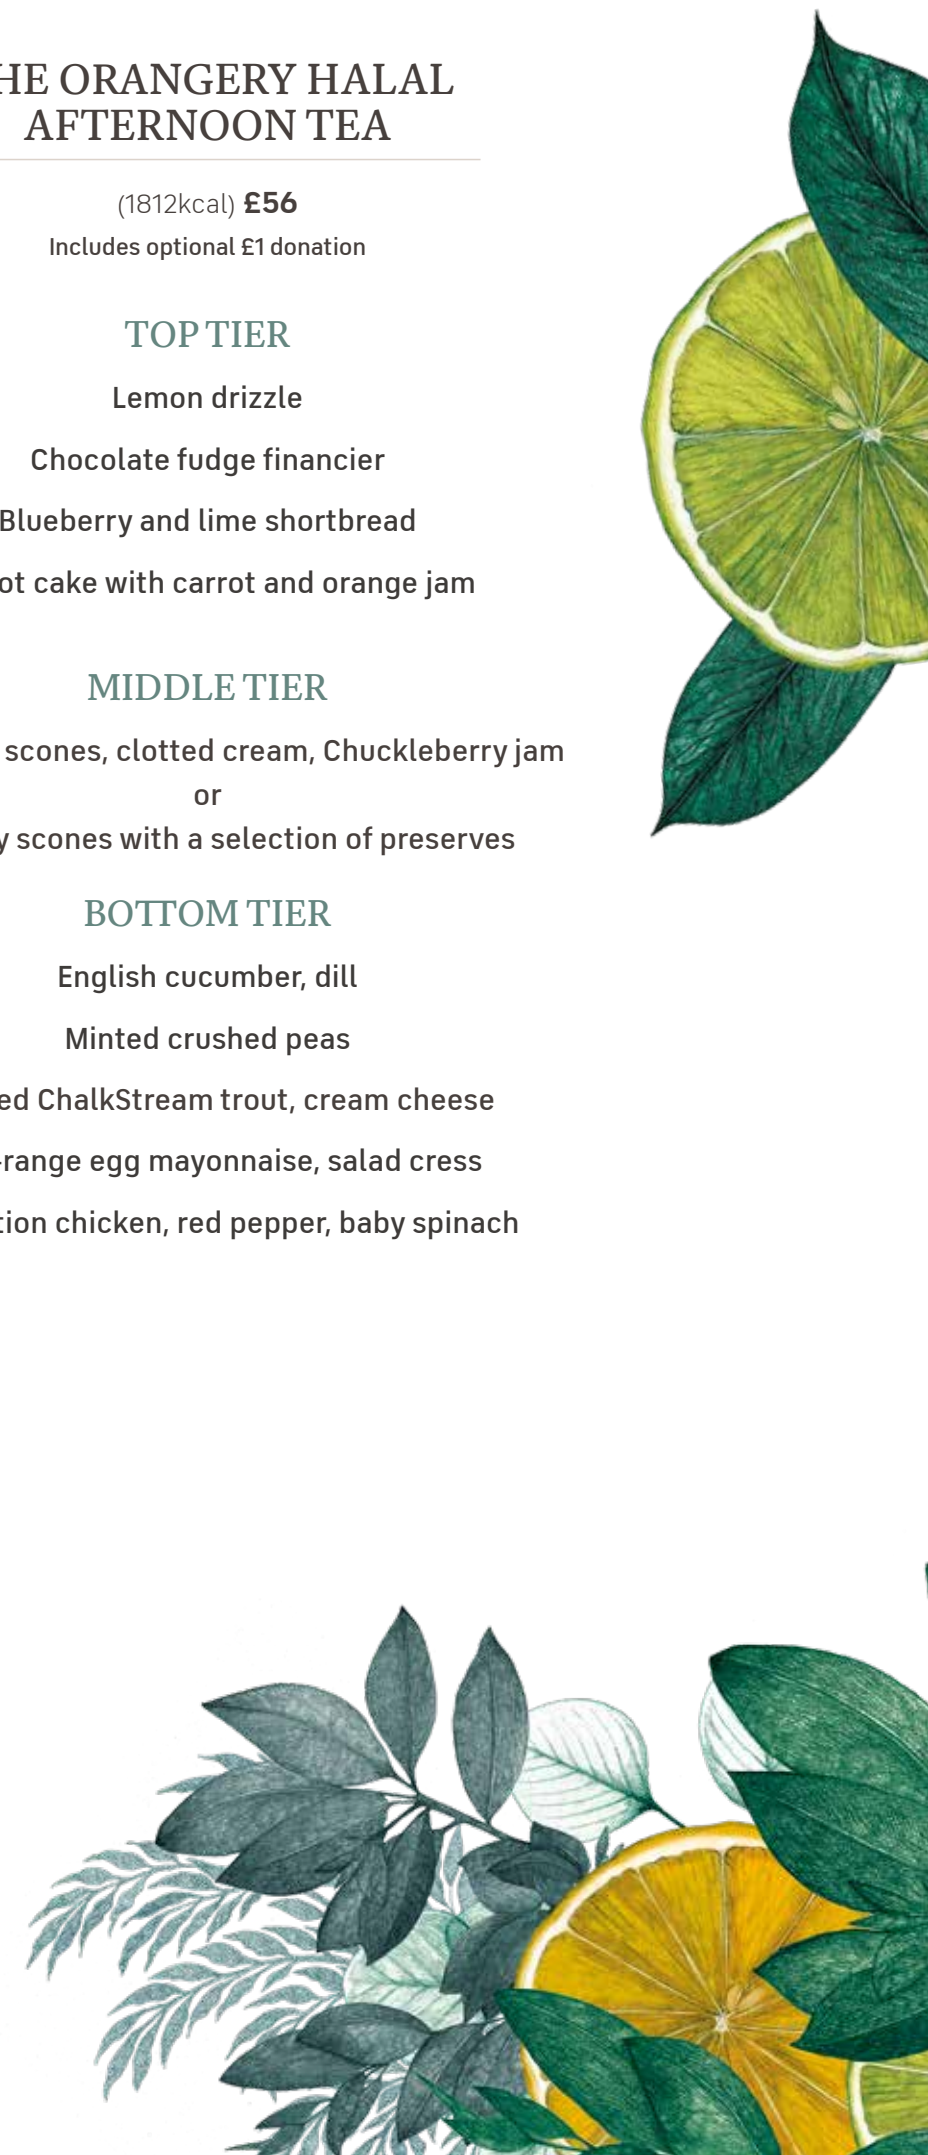 HE ORANGERY HALAL
AFTERNOON TEA
(1812kcal) £56
Includes optional £1 donation
TOP TIER
Lemon drizzle
Chocolate fudge financier
Blueberry and lime shortbread
ot cake with carrot and orange jam
MIDDLE TIER
scones, clotted cream, Chuckleberry jam
or
y scones with a selection of preserves
BOTTOM TIER
English cucumber, dill
Minted crushed peas
ed ChalkStream trout, cream cheese
-range egg mayonnaise, salad cress
tion chicken, red pepper, baby spinach